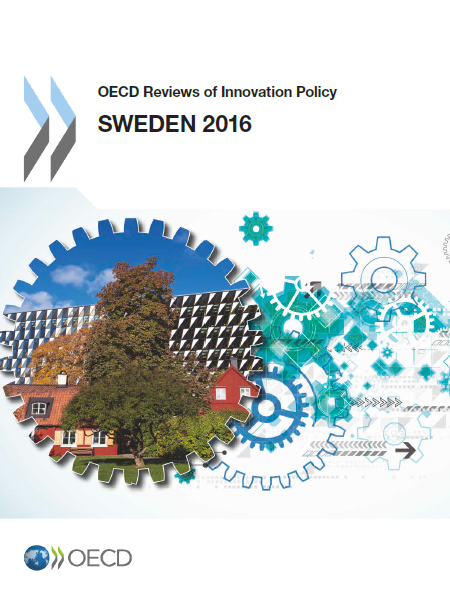 OECD Reviews of Innovation Policy
SWEDEN 2016
OECD